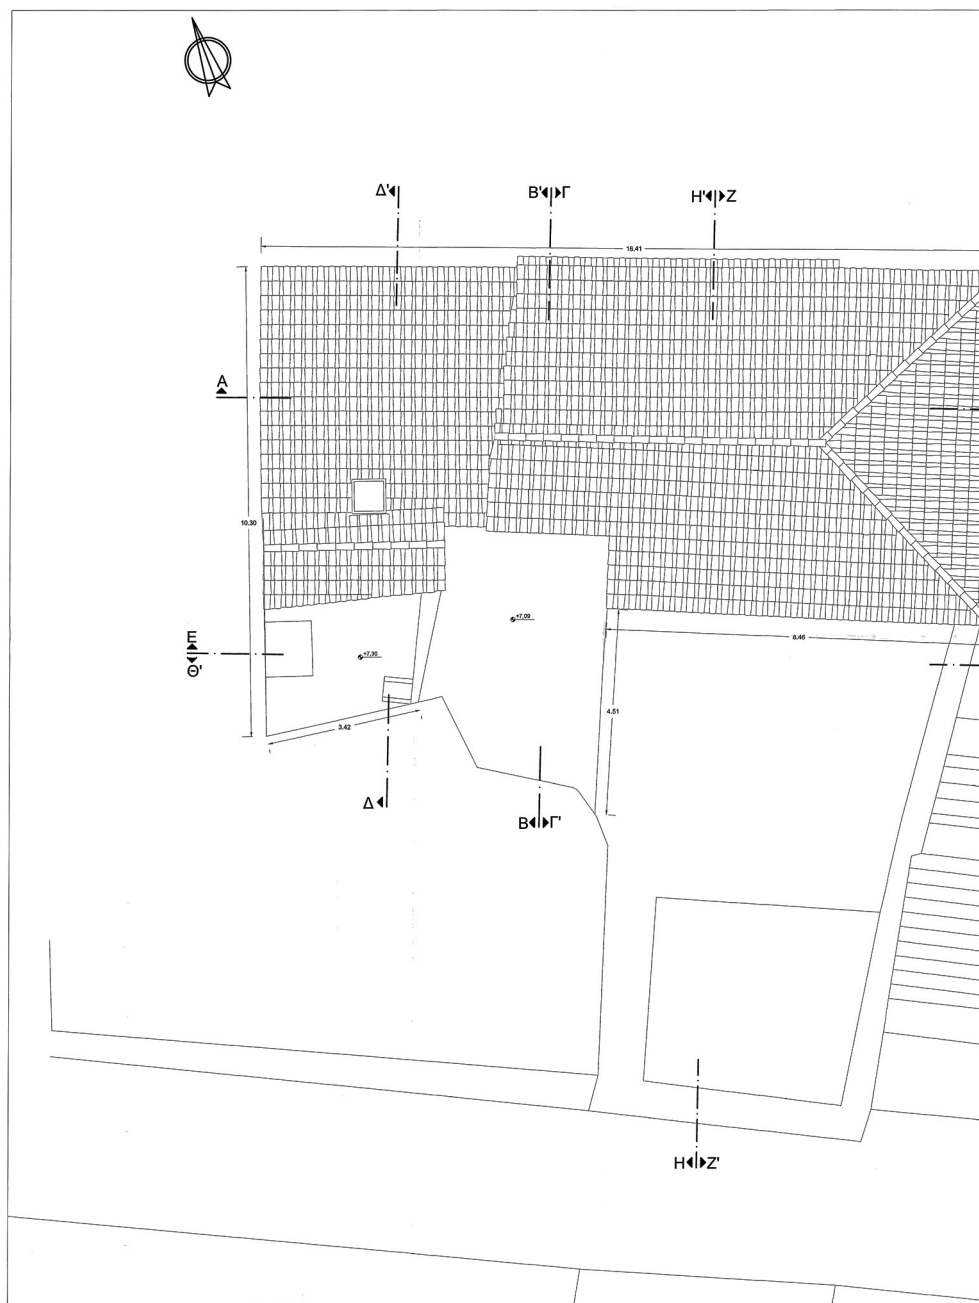 Δ'
Β' Γ
Η' Ζ
16.41
Α
10.30
+7,09
Ε
Θ'
+7,30
8.46
3.42
4.51
Δ
Β Γ'
Η Ζ'